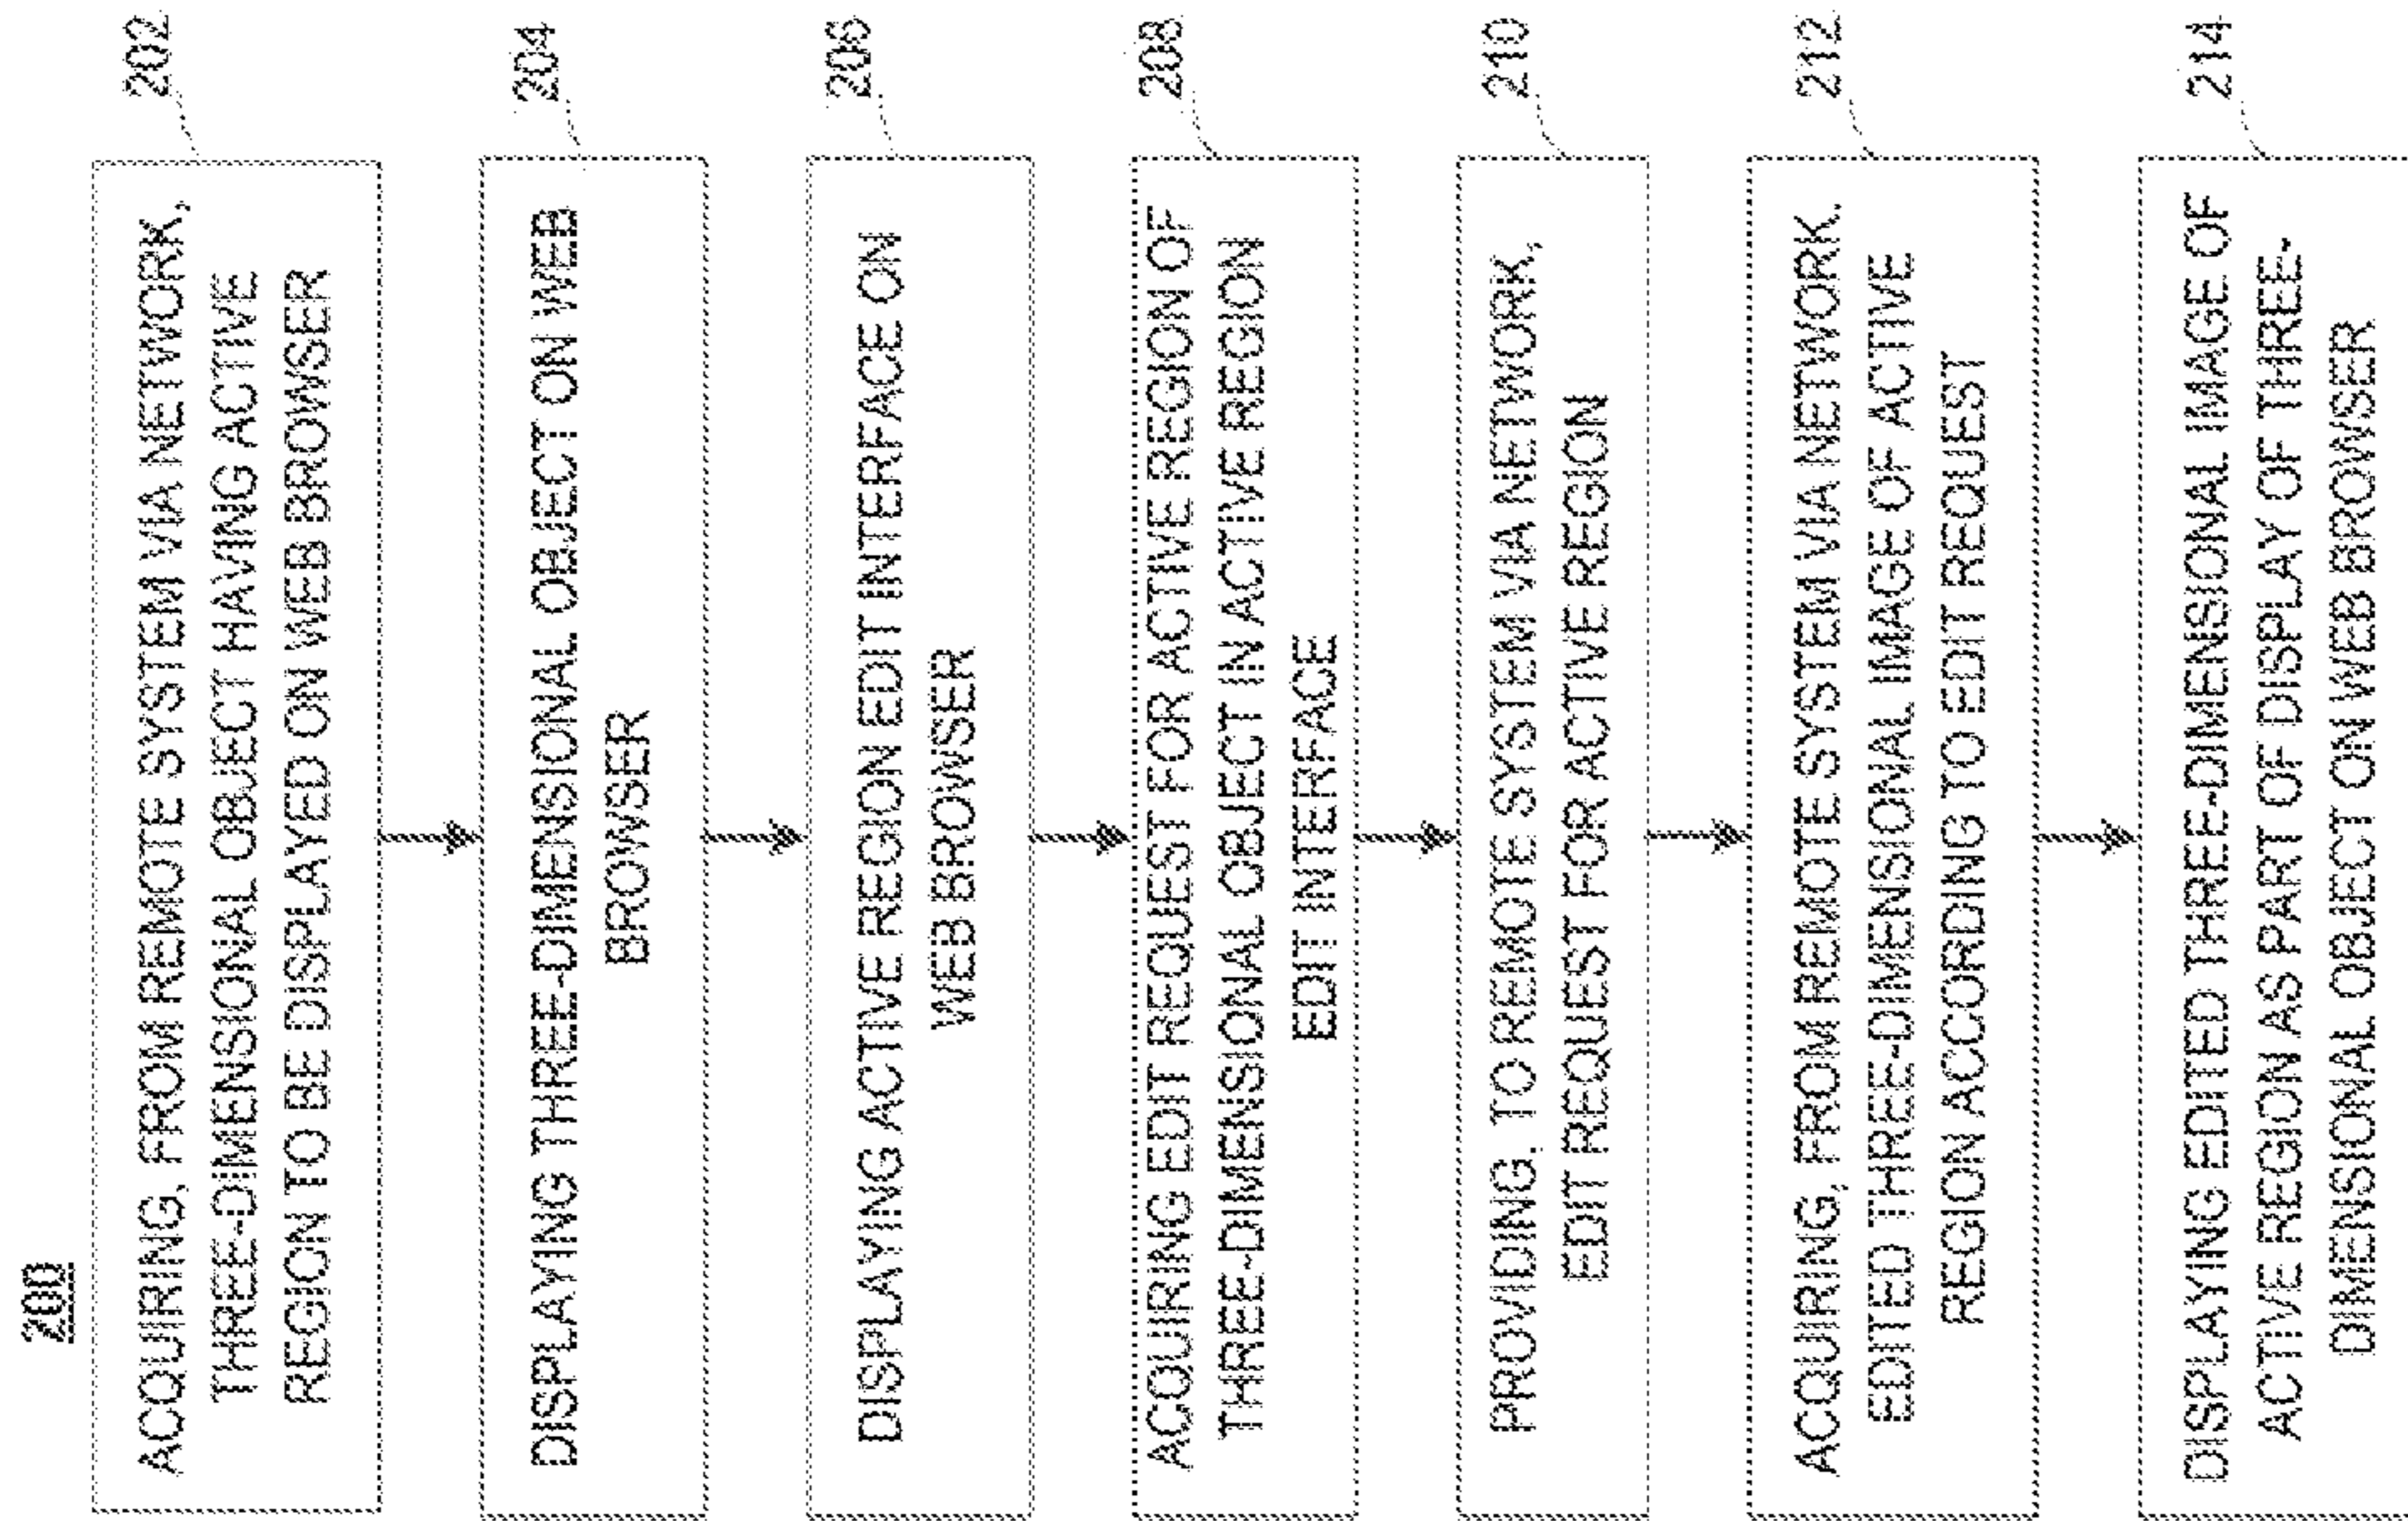 200
ACQUIRING, FROM REMOTE SYSTEM VIA NETWORK,
THREE-DIMENSIONAL OBJECT HAVING ACTIVE
REGION TO BE DISPLAYED ON WEB BROWSER
202
DISPLAYING THREE-DIMENSIONAL OBJECT ON WEB
BROWSER
204
DISPLAYING ACTIVE REGION EDIT INTERFACE ON
WEB BROWSER
206
ACQUIRING EDIT REQUEST FOR ACTIVE REGION OF
THREE-DIMENSIONAL OBJECT IN ACTIVE REGION
EDIT INTERFACE
208
PROVIDING, TO REMOTE SYSTEM VIA NETWORK,
EDIT REQUEST FOR ACTIVE REGION
210
ACQUIRING, FROM REMOTE SYSTEM VIA NETWORK,
EDITED THREE-DIMENSIONAL IMAGE OF ACTIVE
REGION ACCORDING TO EDIT REQUEST
212
DISPLAYING EDITED THREE-DIMENSIONAL IMAGE OF
ACTIVE REGION AS PART OF DISPLAY OF THREE-
DIMENSIONAL OBJECT ON WEB BROWSER
214